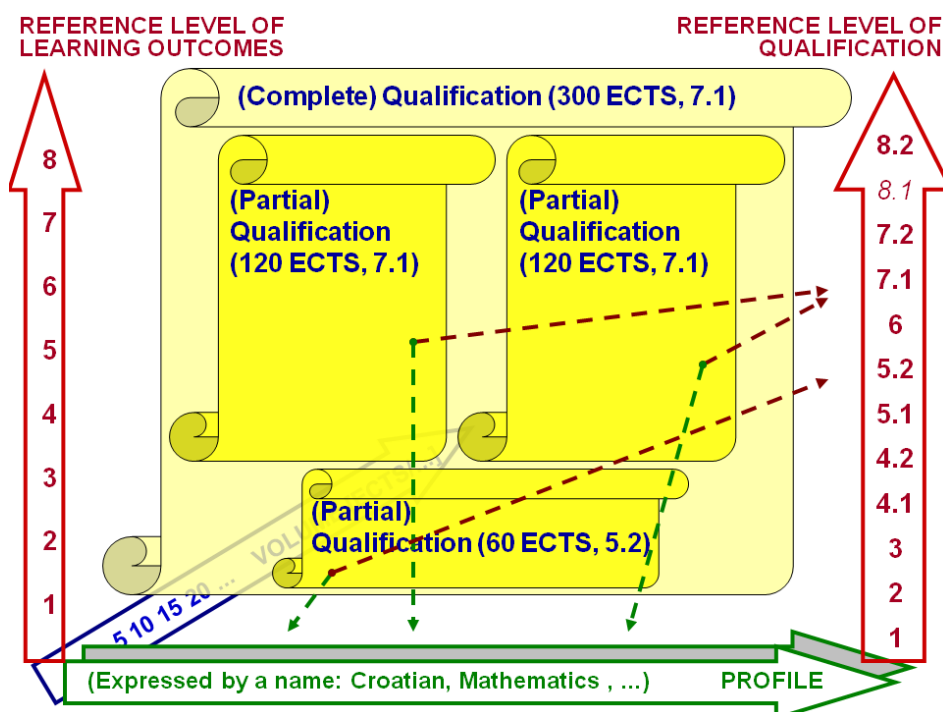 REFERENCE LEVEL OF
LEARNING OUTCOMES
REFERENCE LEVEL OF
QUALIFICATION
(Complete) Qualification (300 ECTS, 7.1)
(Partial)
Qualification
(120 ECTS, 7.1)
(Partial)
Qualification
(120 ECTS, 7.1)
(Partial)
Qualification (60 ECTS, 5.2)
8
7
6
5
4
3
2
1
8.2
8.1
7.2
7.1
6
5.2
5.1
4.2
4.1
3
2
1
5 10 15 20 ...
(Expressed by a name: Croatian, Mathematics , ...) PROFILE